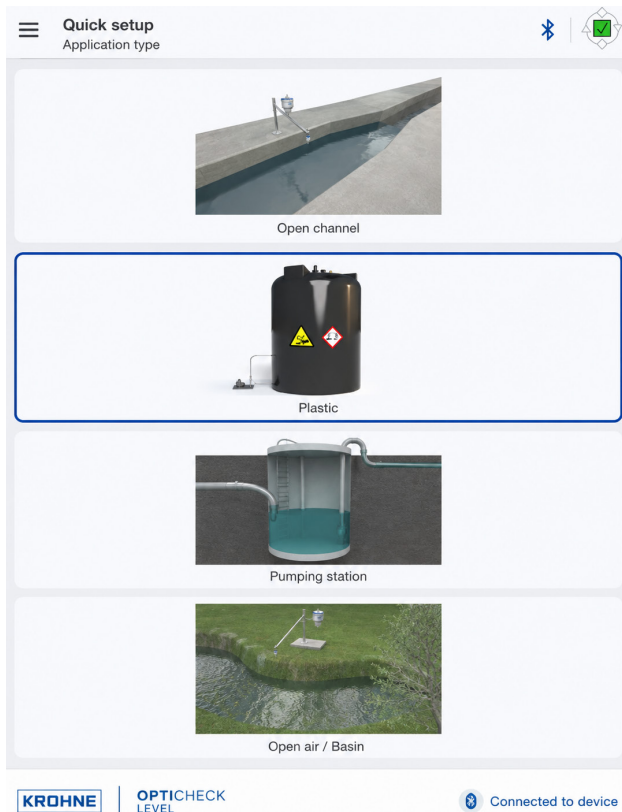 Quick setup
Application type
Open channel
Plastic
Pumping station
Open air / Basin
KROHNE
OPTICHECK
LEVEL
Connected to device